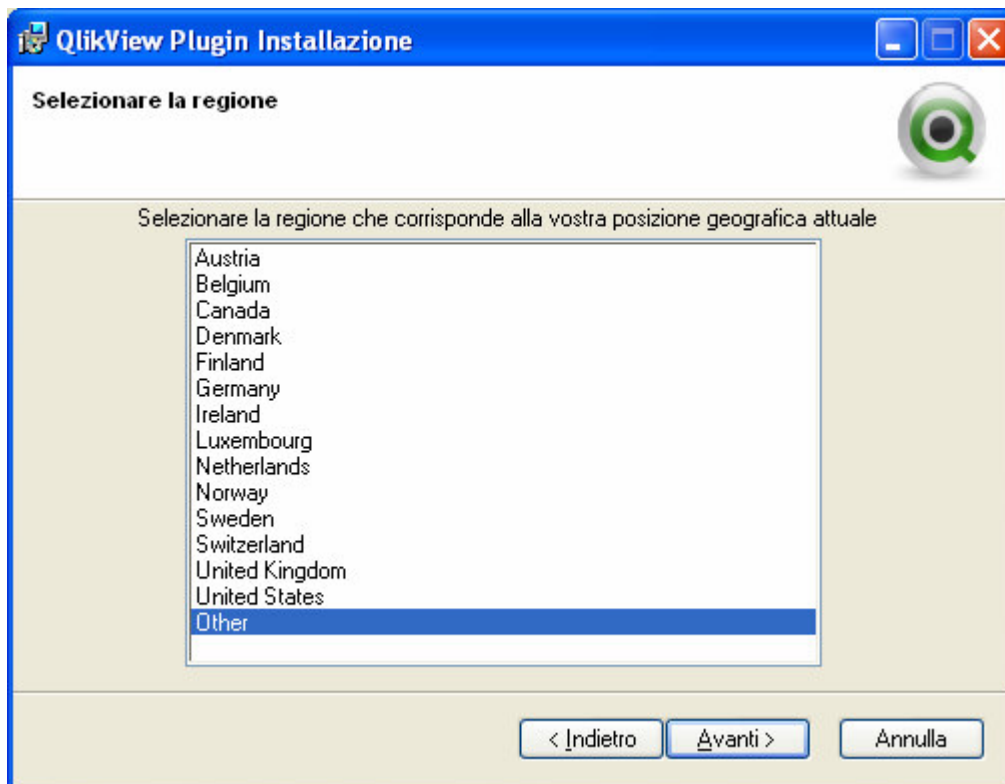 QlikView Plugin Installazione
Selezionare la regione
Selezionare la regione che corrisponde alla vostra posizione geografica attuale
Austria
Belgium
Canada
Denmark
Finland
Germany
Ireland
Luxembourg
Netherlands
Norway
Sweden
Switzerland
United Kingdom
United States
Other
< Indietro Avanti > Annulla